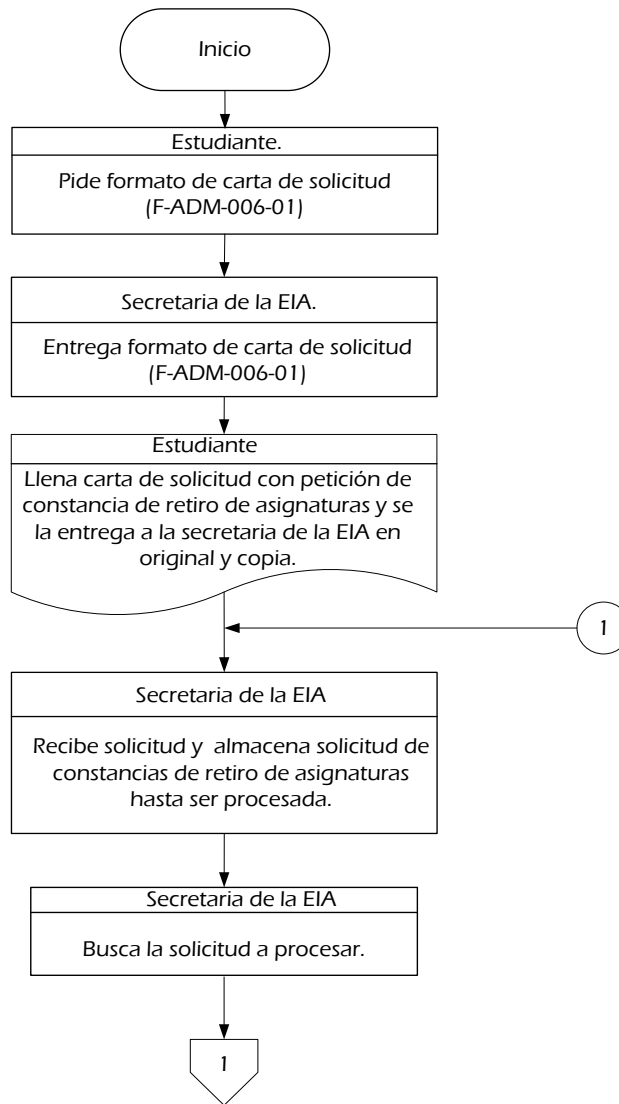 Inicio
Estudiante.
Pide formato de carta de solicitud
(F-ADM-006-01)
Secretaria de la EIA.
Entrega formato de carta de solicitud
(F-ADM-006-01)
Estudiante
Llena carta de solicitud con petición de
constancia de retiro de asignaturas y se
la entrega a la secretaria de la EIA en
original y copia.
1
Secretaria de la EIA
Recibe solicitud y almacena solicitud de
constancias de retiro de asignaturas
hasta ser procesada.
Secretaria de la EIA
Busca la solicitud a procesar.
1